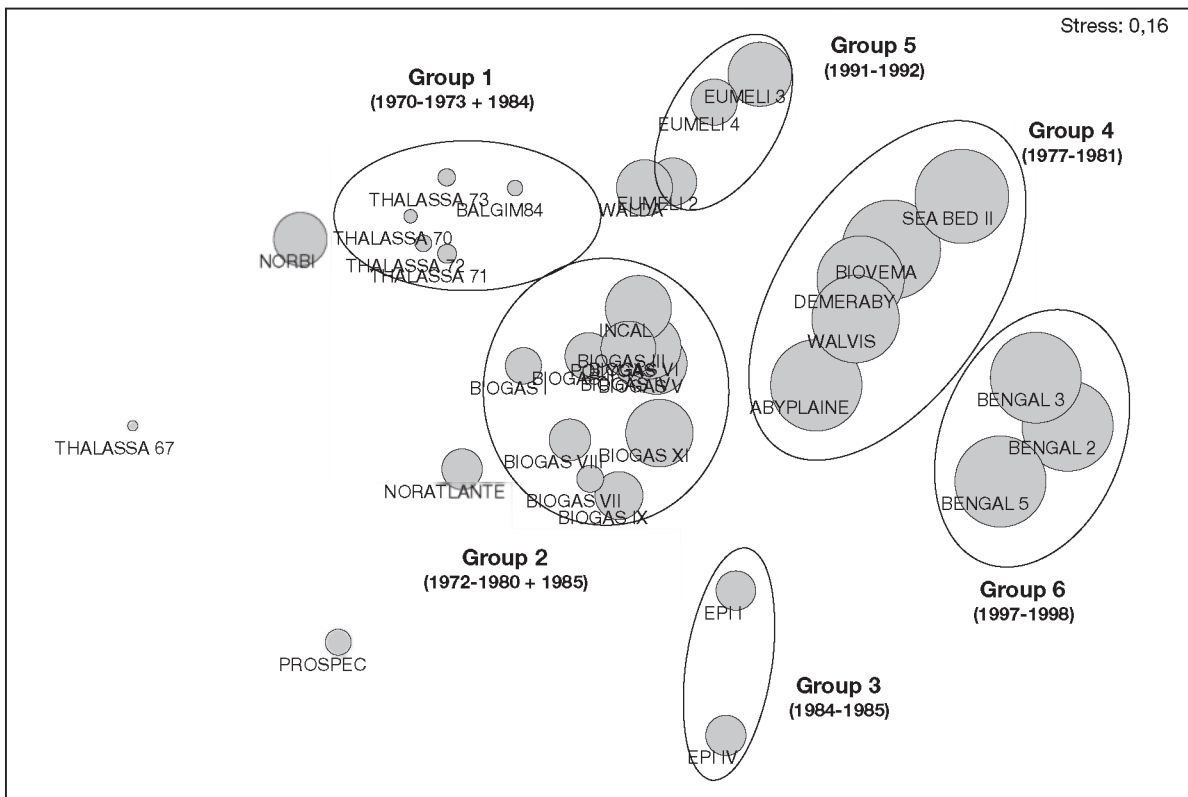 Stress: 0,16
Group 5
(1991-1992)
Group 1
(1970-1973 + 1984)
EUMELI 3
EUMELI 4
Group 4
(1977-1981)
THALASSA 73
BALGIM84
WALDA
EUMELI 2
SEA BED II
THALASSA 70
NORBI
THALASSA 72
THALASSA 71
BIOVEMA
DEMERABY
INCAL
WALVIS
BIOGAS III
BIOGAS VI
BIOGAS I
BIOGAS V
ABYPLAINE
BENGAL 3
THALASSA 67
BIOGAS XI
BENGAL 2
BIOGAS VIII
NORATLANTE
BIOGAS VII
BENGAL 5
BIOGAS IX
Group 2
(1972-1980 + 1985)
Group 6
(1997-1998)
EPI I
PROSPEC
Group 3
(1984-1985)
EPI IV